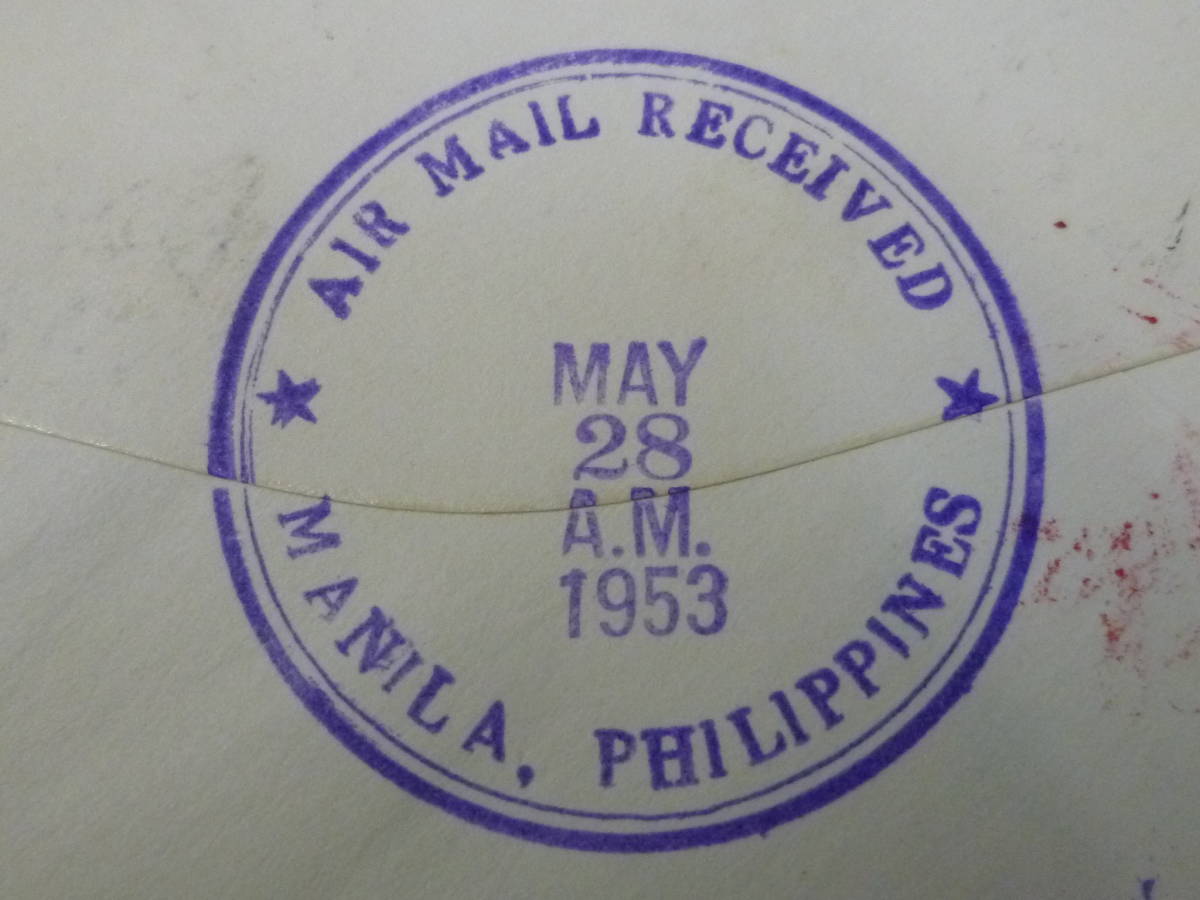 AIR MAIL RECEIVED
MAY
28
A.M.
1953
MANILA, PHILIPPINES